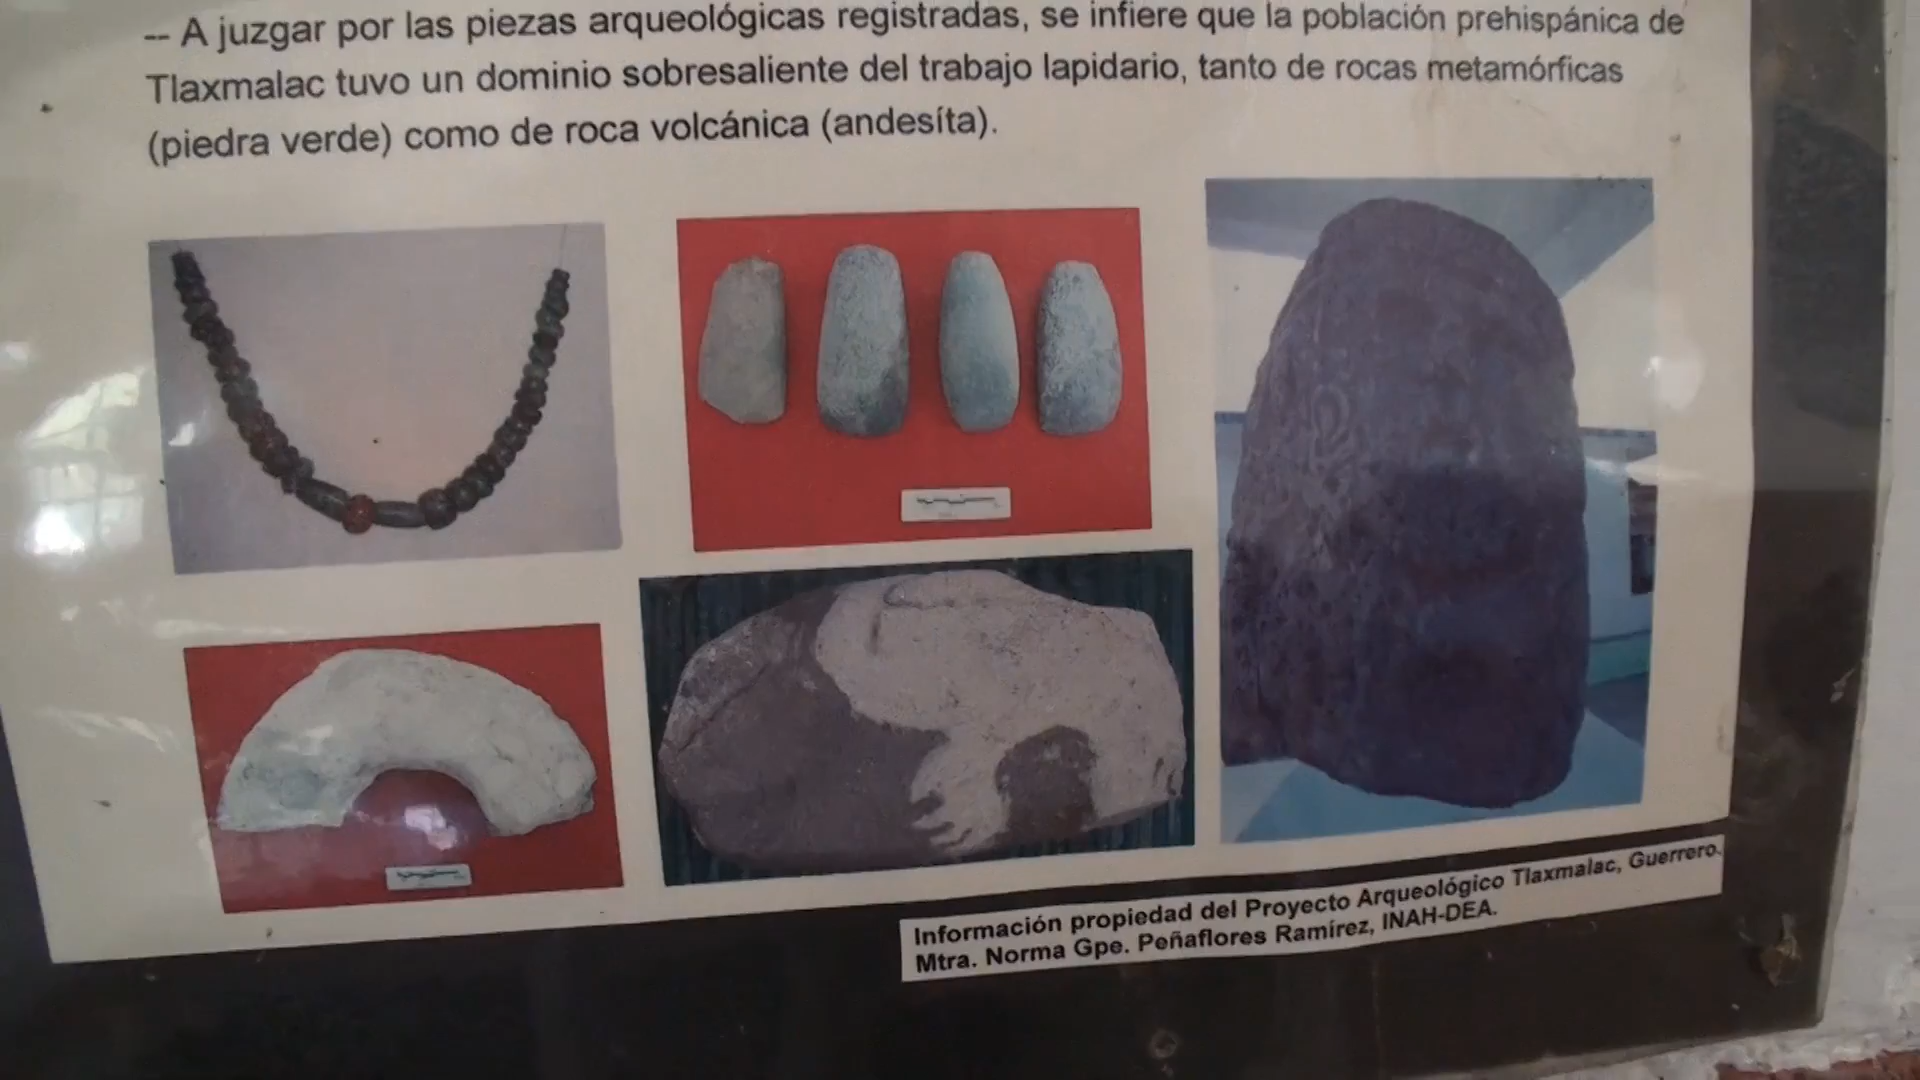 -- A juzgar por las piezas arqueológicas registradas, se infiere que la población prehispánica de
Tlaxmalac tuvo un dominio sobresaliente del trabajo lapidario, tanto de rocas metamórficas
(piedra verde) como de roca volcánica (andesíta).
Información propiedad del Proyecto Arqueológico Tlaxmalac, Guerrero.
Mtra. Norma Gpe. Peñaflores Ramírez, INAH-DEA.